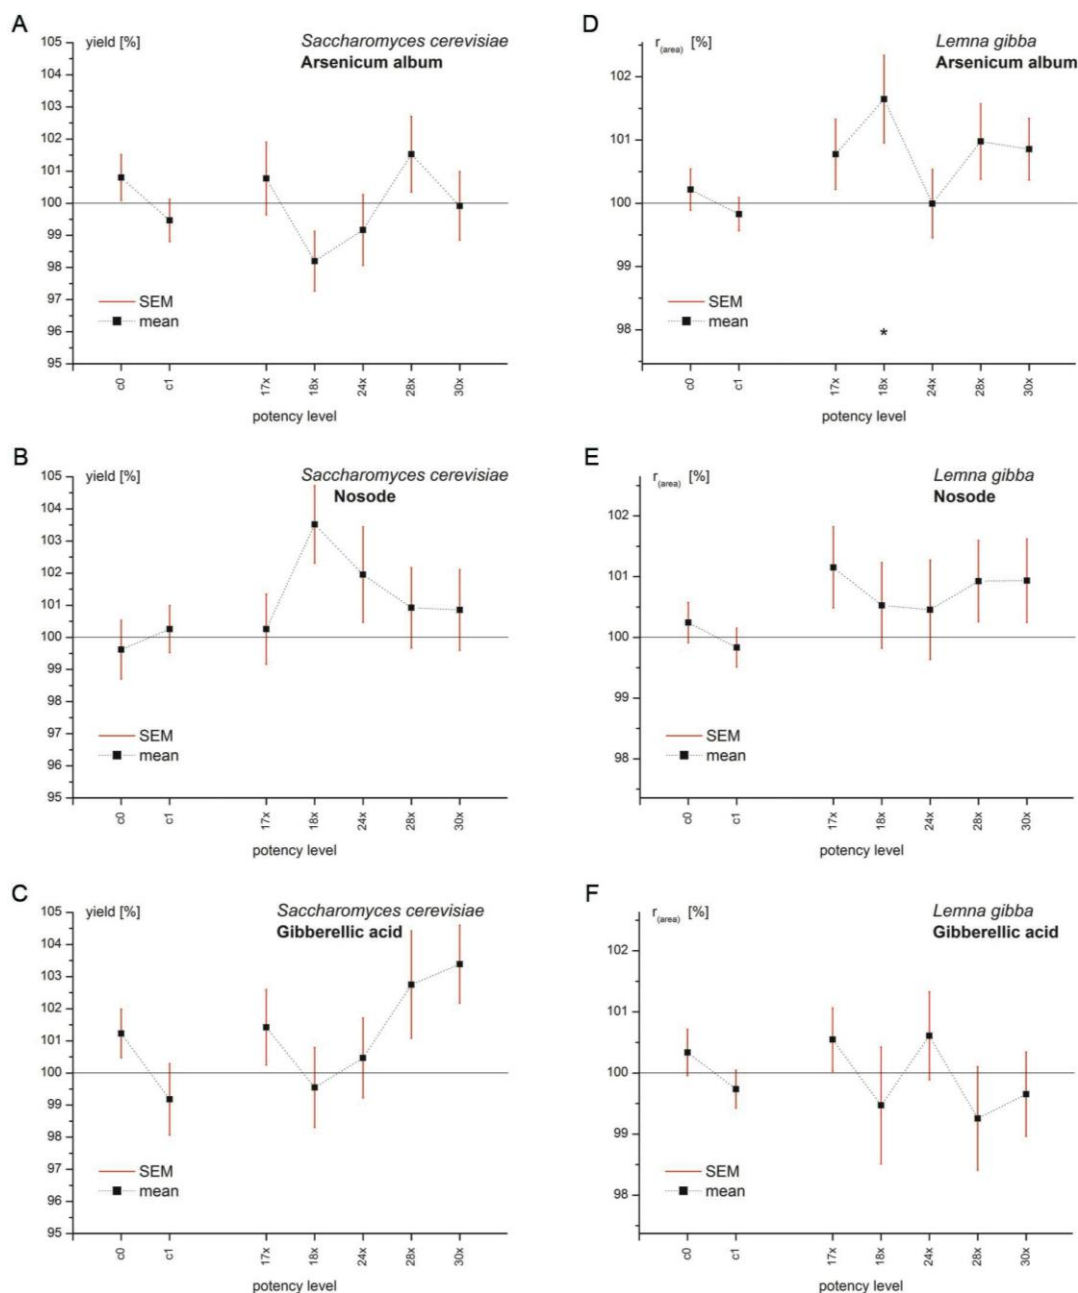 A
yield [%]
Saccharomyces cerevisiae
Arsenicum album
105
104
103
102
101
100
99
98
97
96
95
SEM
mean
c0
c1
17x
18x
24x
28x
30x
potency level
D
r(area) [%]
Lemna gibba
Arsenicum album
102
101
100
99
98
SEM
mean
*
c0
c1
17x
18x
24x
28x
30x
potency level
B
yield [%]
Saccharomyces cerevisiae
Nosode
105
104
103
102
101
100
99
98
97
96
95
SEM
mean
c0
c1
17x
18x
24x
28x
30x
potency level
E
r(area) [%]
Lemna gibba
Nosode
102
101
100
99
98
SEM
mean
c0
c1
17x
18x
24x
28x
30x
potency level
C
yield [%]
Saccharomyces cerevisiae
Gibberellic acid
105
104
103
102
101
100
99
98
97
96
95
SEM
mean
c0
c1
17x
18x
24x
28x
30x
potency level
F
r(area) [%]
Lemna gibba
Gibberellic acid
102
101
100
99
98
SEM
mean
c0
c1
17x
18x
24x
28x
30x
potency level